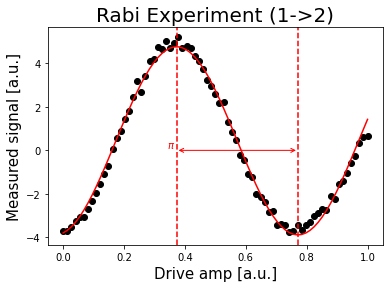 Rabi Experiment (1->2)
Measured signal [a.u.]
4
2
0
−2
−4
π
0.0 0.2 0.4 0.6 0.8 1.0
Drive amp [a.u.]